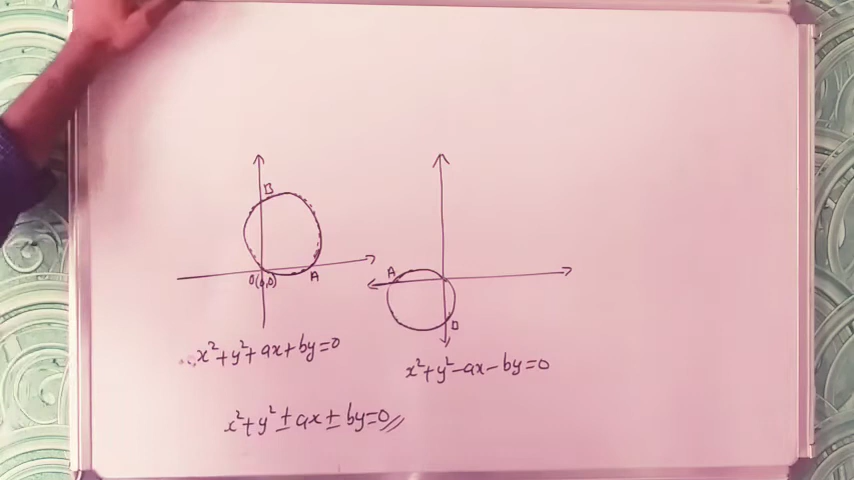 B
O(0,0)
A
x²+y²+ax+by=0
A
B
x²+y²-ax-by=0
x²+y²±ax±by=0